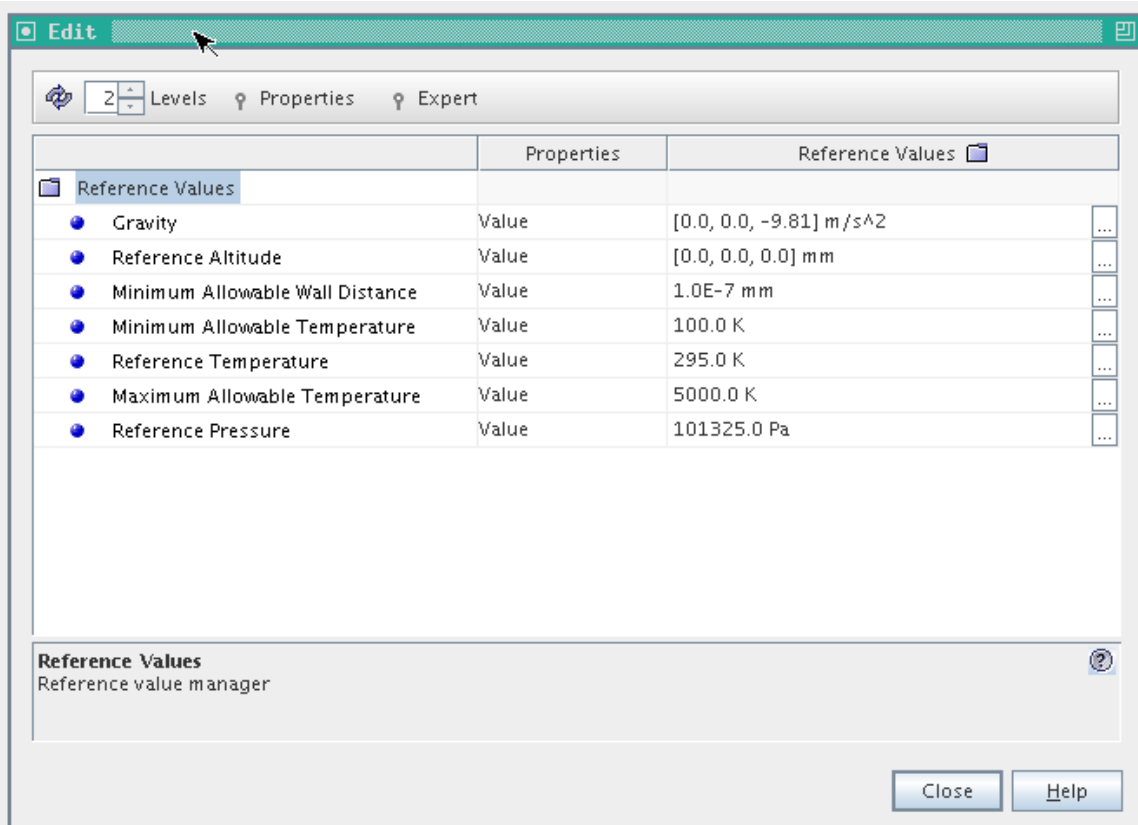 Edit
2 Levels Properties Expert
Properties Reference Values
Reference Values
Gravity Value [0.0, 0.0, -9.81] m/s^2 ...
Reference Altitude Value [0.0, 0.0, 0.0] mm ...
Minimum Allowable Wall Distance Value 1.0E-7 mm ...
Minimum Allowable Temperature Value 100.0 K ...
Reference Temperature Value 295.0 K ...
Maximum Allowable Temperature Value 5000.0 K ...
Reference Pressure Value 101325.0 Pa ...
Reference Values
Reference value manager
Close Help